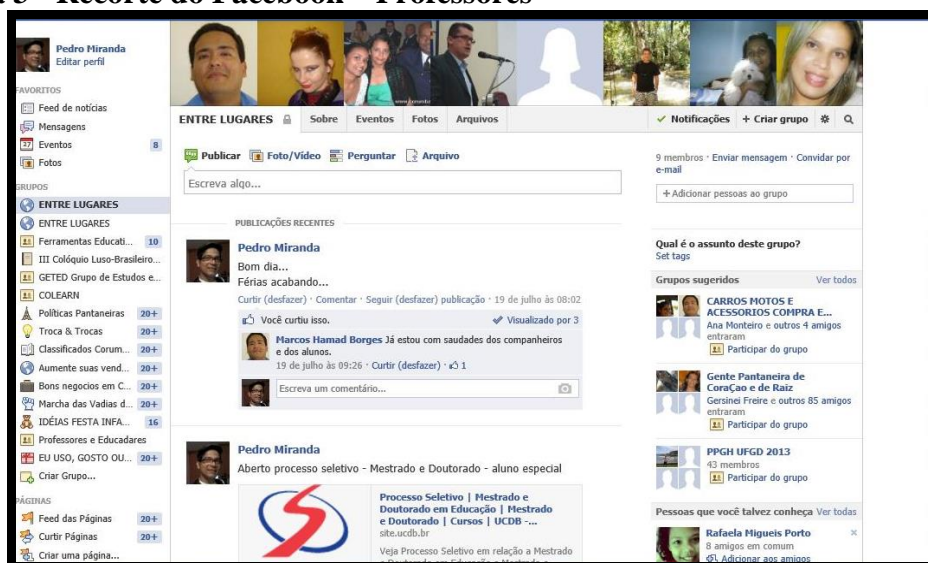 Recorte do Facebook – Professores
Pedro Miranda
Editar perfil
FAVORITOS
Feed de notícias
Mensagens
Eventos 8
Fotos
GRUPOS
ENTRE LUGARES
ENTRE LUGARES
Ferramentas Educati... 10
III Colóquio Luso-Brasileiro...
GETED Grupo de Estudos e...
COLEARN
Políticas Pantaneiras 20+
Troca & Trocas 20+
Classificados Corum... 20+
Aumente suas vend... 20+
Bons negocios em C... 20+
Marcha das Vadias d... 20+
IDÉIAS FESTA INFA... 16
Professores e Educadares
EU USO, GOSTO OU... 20+
Criar Grupo...
PÁGINAS
Feed das Páginas 20+
Curtir Páginas 20+
Criar uma página...
ENTRE LUGARES Sobre Eventos Fotos Arquivos
Notificações + Criar grupo
Publicar Foto/Vídeo Perguntar Arquivo
Escreva algo...
PUBLICAÇÕES RECENTES
Pedro Miranda
Bom dia...
Férias acabando...
Curtir (desfazer) · Comentar · Seguir (desfazer) publicação · 19 de julho às 08:02
Você curtiu isso. Visualizado por 3
Marcos Hamad Borges Já estou com saudades dos companheiros
e dos alunos.
19 de julho às 09:26 · Curtir (desfazer) · 1
Escreva um comentário...
Pedro Miranda
Aberto processo seletivo - Mestrado e Doutorado - aluno especial
Processo Seletivo | Mestrado e
Doutorado em Educação | Mestrado
e Doutorado | Cursos | UCDB -...
site.ucdb.br
Veja Processo Seletivo em relação a Mestrado
e Doutorado em Educação - Mestrado e
9 membros · Enviar mensagem · Convidar por
e-mail
+ Adicionar pessoas ao grupo
Qual é o assunto deste grupo?
Set tags
Grupos sugeridos Ver todos
CARROS MOTOS E
ACESSORIOS COMPRA E...
Ana Monteiro e outros 4 amigos
entraram
Participar do grupo
Gente Pantaneira de
CoraÇao e de Raiz
Gersinei Freire e outros 85 amigos
entraram
Participar do grupo
PPGH UFGD 2013
43 membros
Participar do grupo
Pessoas que você talvez conheça Ver todas
Rafaela Migueis Porto
8 amigos em comum
Adicionar aos amigos